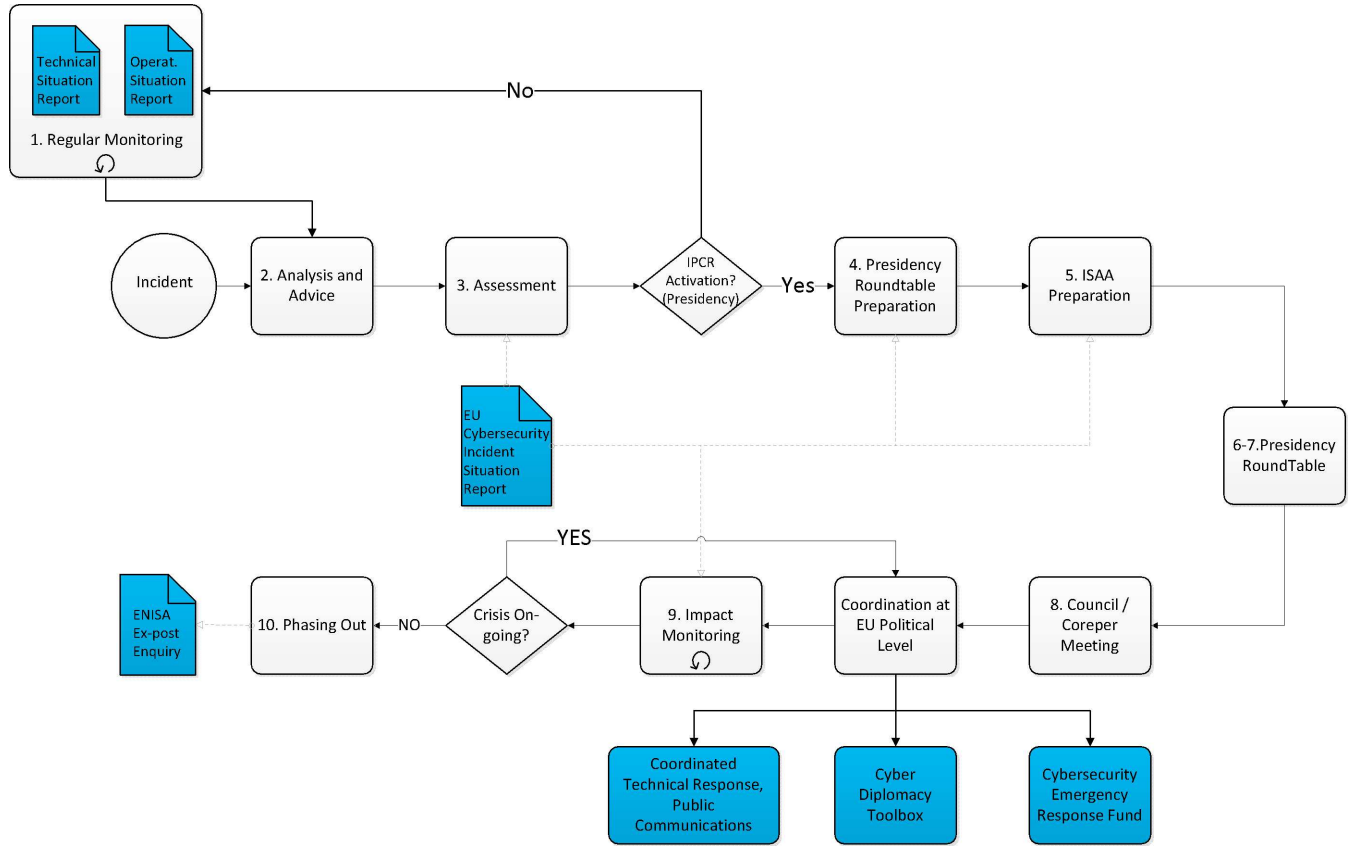 Technical
Situation
Report
Operat.
Situation
Report
1. Regular Monitoring
No
Incident
2. Analysis and
Advice
3. Assessment
IPCR
Activation?
(Presidency)
Yes
4. Presidency
Roundtable
Preparation
5. ISAA
Preparation
EU
Cybersecurity
Incident
Situation
Report
6-7.Presidency
RoundTable
YES
ENISA
Ex-post
Enquiry
10. Phasing Out
NO
Crisis On-
going?
9. Impact
Monitoring
Coordination at
EU Political
Level
8. Council /
Coreper
Meeting
Coordinated
Technical Response,
Public
Communications
Cyber
Diplomacy
Toolbox
Cybersecurity
Emergency
Response Fund